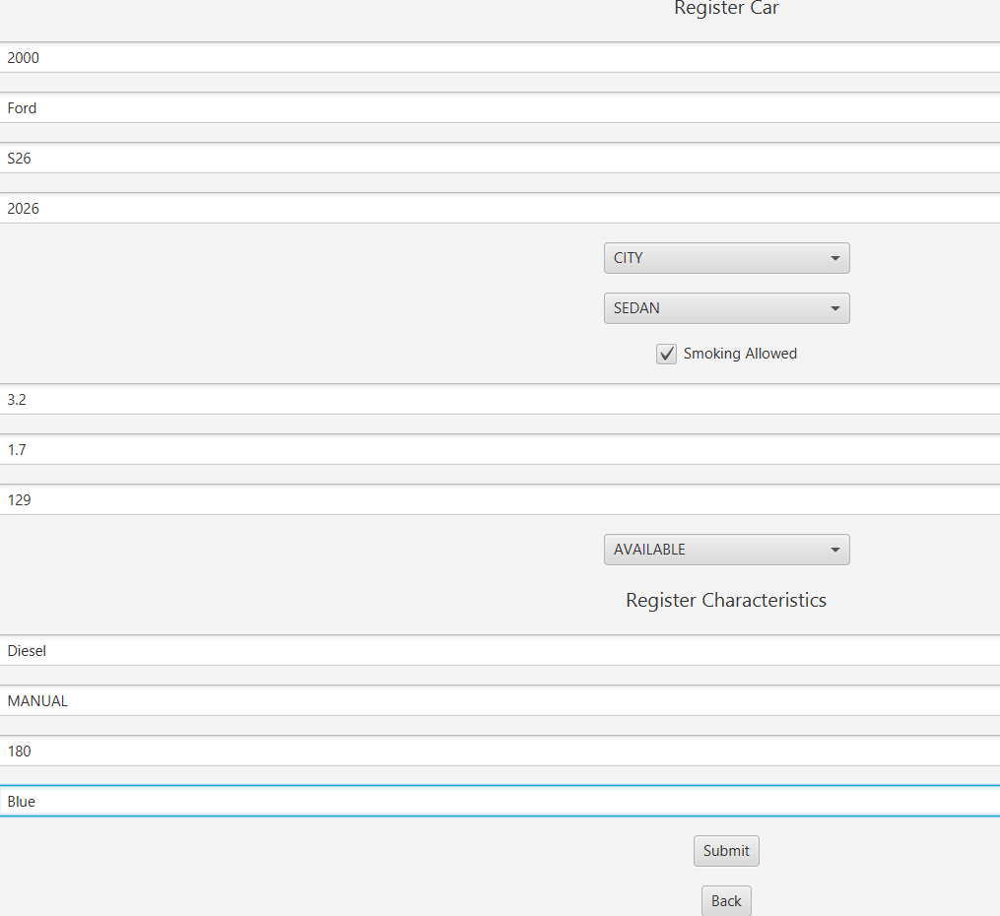 Register Car
2000
Ford
S26
2026
CITY
SEDAN
Smoking Allowed
3.2
1.7
129
AVAILABLE
Register Characteristics
Diesel
MANUAL
180
Blue
Submit
Back